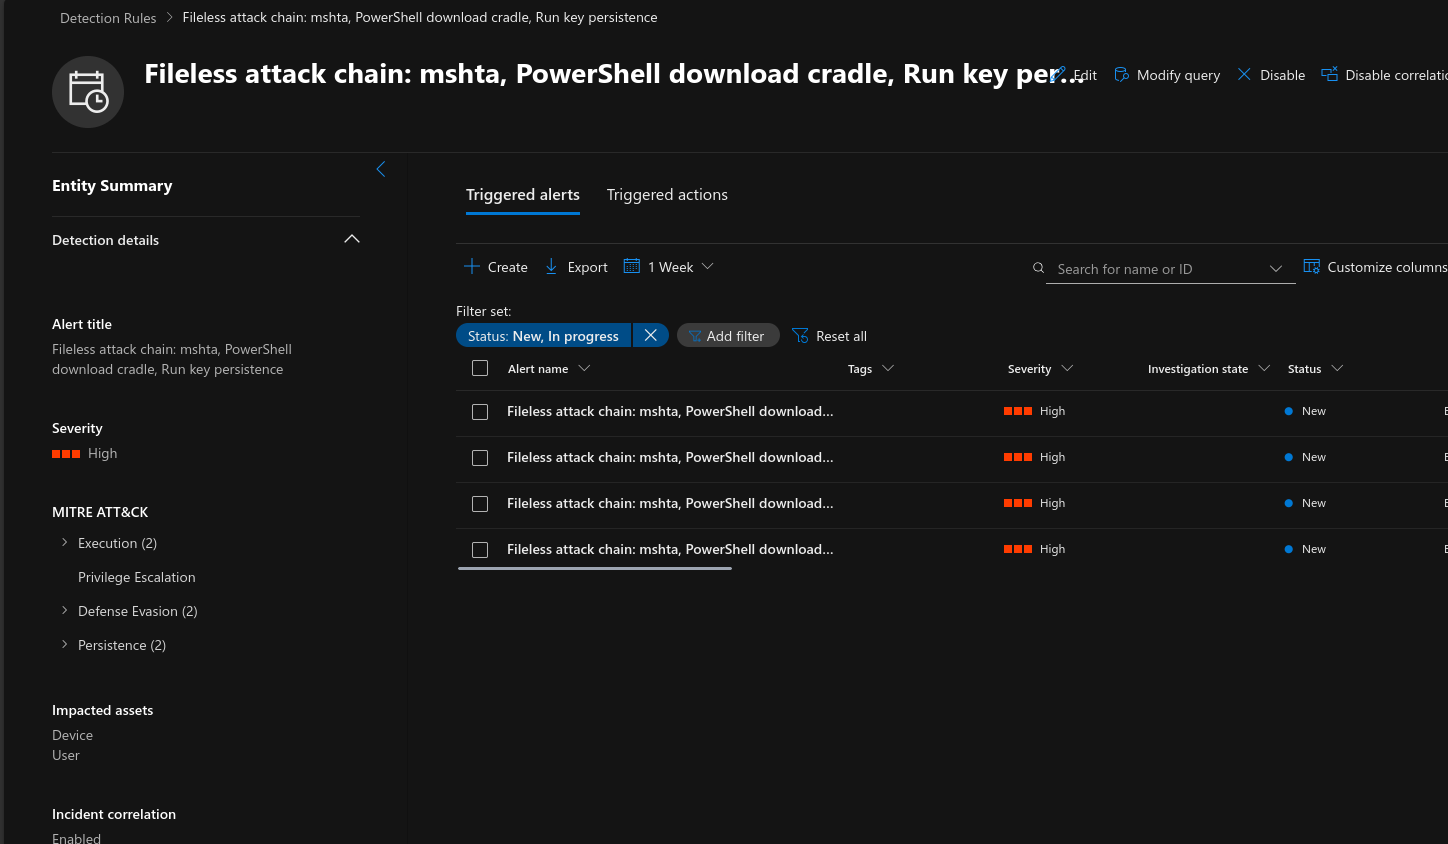 Detection Rules > Fileless attack chain: mshta, PowerShell download cradle, Run key persistence
Fileless attack chain: mshta, PowerShell download cradle, Run key per...
Edit Modify query Disable Disable correlatio
Entity Summary
Detection details
Alert title
Fileless attack chain: mshta, PowerShell
download cradle, Run key persistence
Severity
High
MITRE ATT&CK
Execution (2)
Privilege Escalation
Defense Evasion (2)
Persistence (2)
Impacted assets
Device
User
Incident correlation
Enabled
Triggered alerts Triggered actions
Create Export 1 Week Search for name or ID Customize columns
Filter set:
Status: New, In progress Add filter Reset all
Alert name Tags Severity Investigation state Status
Fileless attack chain: mshta, PowerShell download... High New
Fileless attack chain: mshta, PowerShell download... High New
Fileless attack chain: mshta, PowerShell download... High New
Fileless attack chain: mshta, PowerShell download... High New